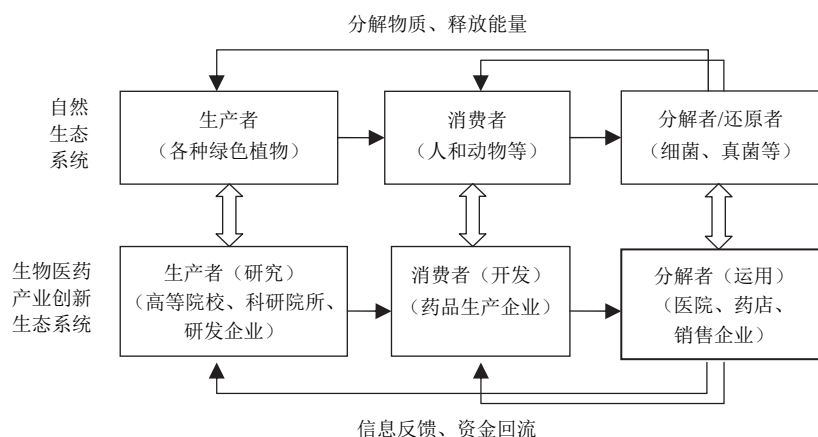 分解物质、释放能量
自然
生态
系统
生产者
（各种绿色植物）
消费者
（人和动物等）
分解者/还原者
（细菌、真菌等）
生物医药
产业创新
生态系统
生产者（研究）
（高等院校、科研院所、
研发企业）
消费者（开发）
（药品生产企业）
分解者（运用）
（医院、药店、
销售企业）
信息反馈、资金回流